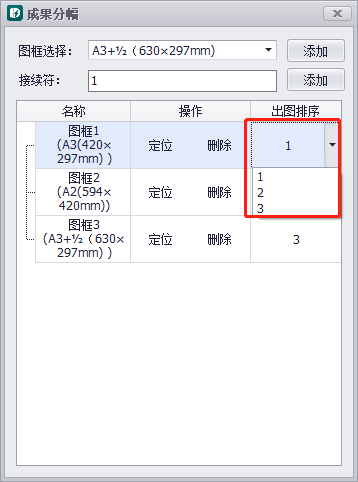 成果分幅
图框选择： A3+½（630×297mm) 添加
接续符： 1 添加
名称 操作 出图排序
图框1
(A3(420×
297mm) )
定位 删除 1
1
2
3
图框2
(A2(594×
420mm))
定位 删除
图框3
(A3+½（630×
297mm) )
定位 删除 3